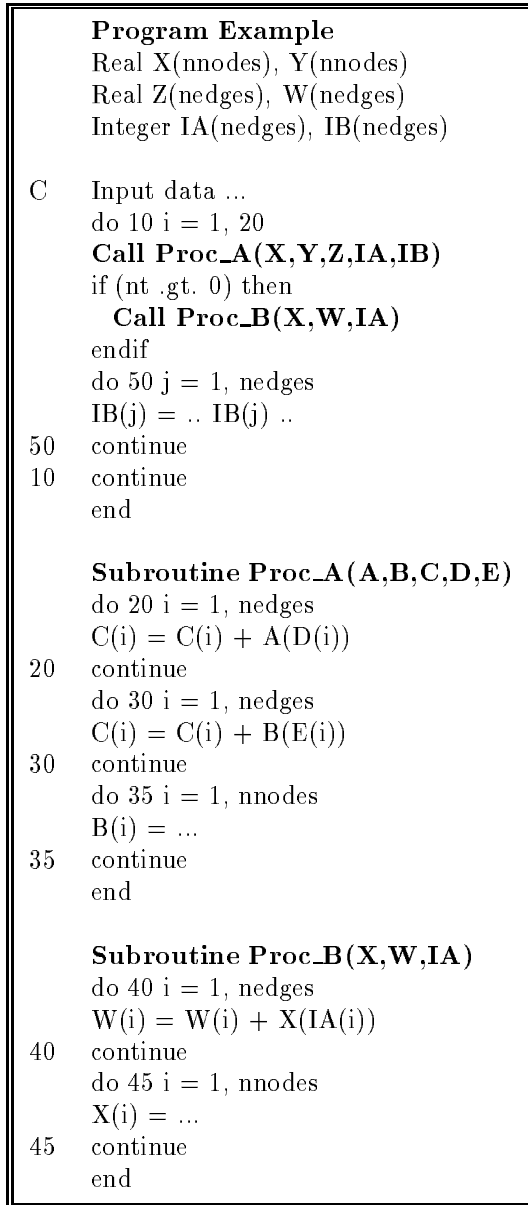 Program Example
Real X(nnodes), Y(nnodes)
Real Z(nedges), W(nedges)
Integer IA(nedges), IB(nedges)
C Input data ...
do 10 i = 1, 20
Call Proc_A(X,Y,Z,IA,IB)
if (nt .gt. 0) then
Call Proc_B(X,W,IA)
endif
do 50 j = 1, nedges
IB(j) = .. IB(j) ..
50 continue
10 continue
end
Subroutine Proc_A(A,B,C,D,E)
do 20 i = 1, nedges
C(i) = C(i) + A(D(i))
20 continue
do 30 i = 1, nedges
C(i) = C(i) + B(E(i))
30 continue
do 35 i = 1, nnodes
B(i) = ...
35 continue
end
Subroutine Proc_B(X,W,IA)
do 40 i = 1, nedges
W(i) = W(i) + X(IA(i))
40 continue
do 45 i = 1, nnodes
X(i) = ...
45 continue
end